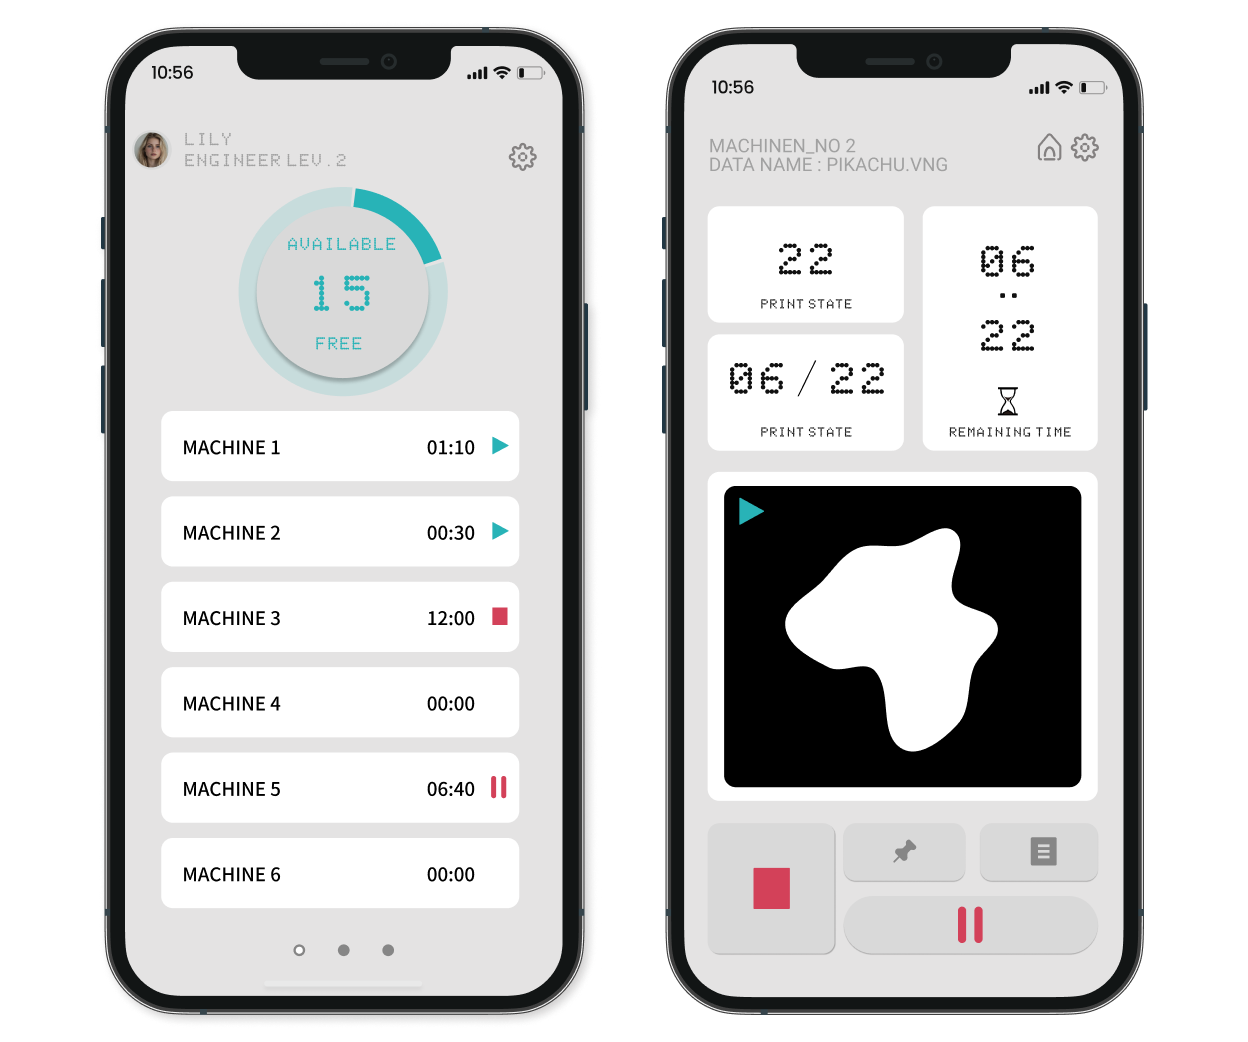 10:56
LILY
ENGINEER LEV.2
AVAILABLE
15
FREE
MACHINE 1 01:10
MACHINE 2 00:30
MACHINE 3 12:00
MACHINE 4 00:00
MACHINE 5 06:40
MACHINE 6 00:00
10:56
MACHINEN_NO 2
DATA NAME : PIKACHU.VNG
22
PRINT STATE
06/22
PRINT STATE
06
:
22
REMAINING TIME